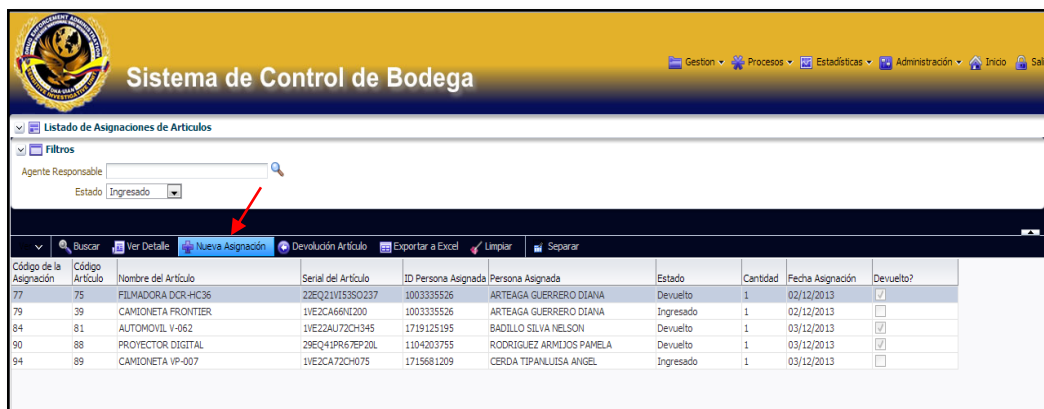 Sistema de Control de Bodega
Gestion Procesos Estadísticas Administración Inicio Sal
Listado de Asignaciones de Articulos
Filtros
Agente Responsable
Estado Ingresado
Buscar Ver Detalle Nueva Asignación Devolución Artículo Exportar a Excel Limpiar Separar
Código de la Asignación Código Artículo Nombre del Artículo Serial del Artículo ID Persona Asignada Persona Asignada Estado Cantidad Fecha Asignación Devuelto?
77 75 FILMADORA DCR-HC36 22EQ21VI53SO237 1003335526 ARTEAGA GUERRERO DIANA Devuelto 1 02/12/2013
79 39 CAMIONETA FRONTIER 1VE2CA66NI200 1003335526 ARTEAGA GUERRERO DIANA Ingresado 1 02/12/2013
84 81 AUTOMOVIL V-062 1VE22AU72CH345 1719125195 BADILLO SILVA NELSON Devuelto 1 03/12/2013
90 88 PROYECTOR DIGITAL 29EQ41PR67EP20L 1104203755 RODRIGUEZ ARMIJOS PAMELA Devuelto 1 03/12/2013
94 89 CAMIONETA VP-007 1VE2CA72CH075 1715681209 CERDA TIPANLUISA ANGEL Ingresado 1 03/12/2013